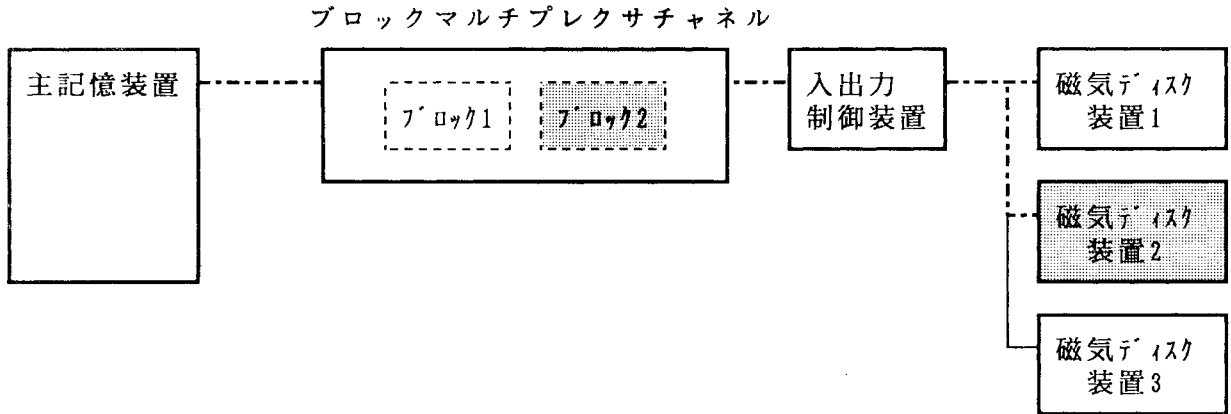 ブロックマルチプレクサチャネル
主記憶装置
ブロック1
ブロック2
入出力
制御装置
磁気ディスク
装置1
磁気ディスク
装置2
磁気ディスク
装置3